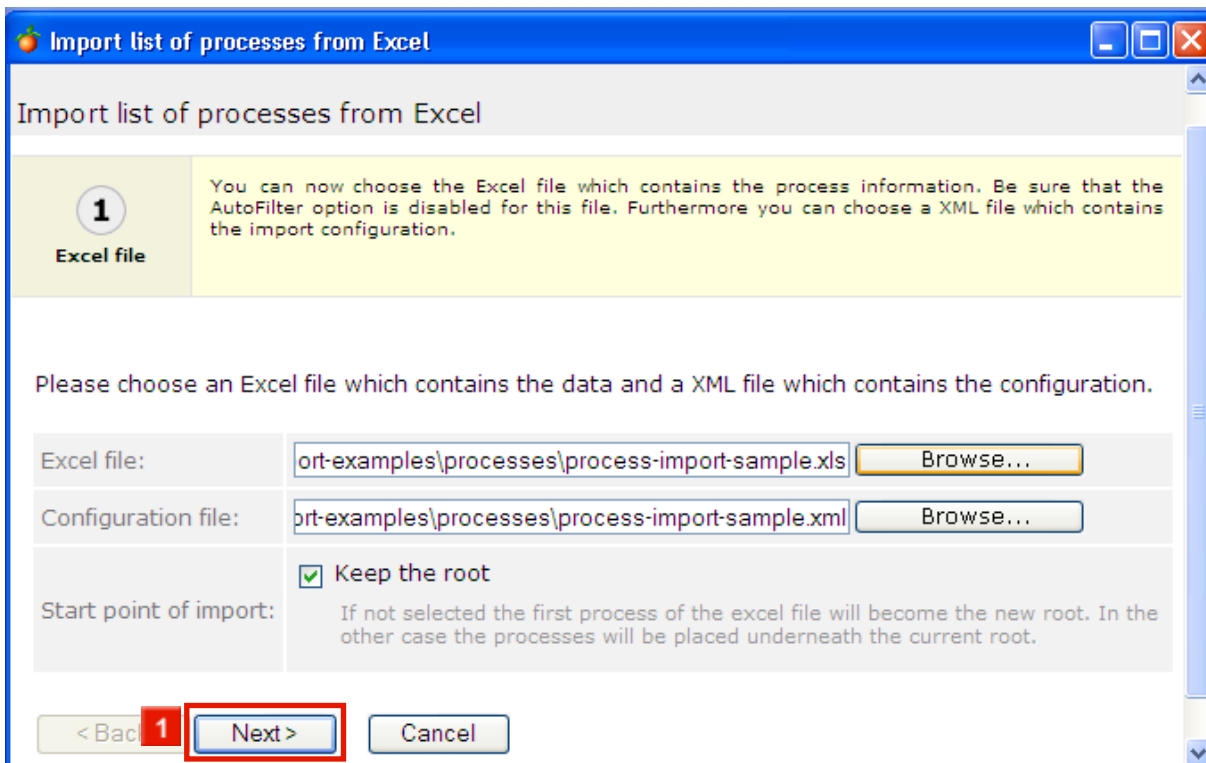 Import list of processes from Excel
Import list of processes from Excel
1
Excel file
You can now choose the Excel file which contains the process information. Be sure that the
AutoFilter option is disabled for this file. Furthermore you can choose a XML file which contains
the import configuration.
Please choose an Excel file which contains the data and a XML file which contains the configuration.
Excel file: ort-examples\processes\process-import-sample.xls Browse...
Configuration file: ort-examples\processes\process-import-sample.xml Browse...
Start point of import:
Keep the root
If not selected the first process of the excel file will become the new root. In the
other case the processes will be placed underneath the current root.
< Bac 1 Next > Cancel